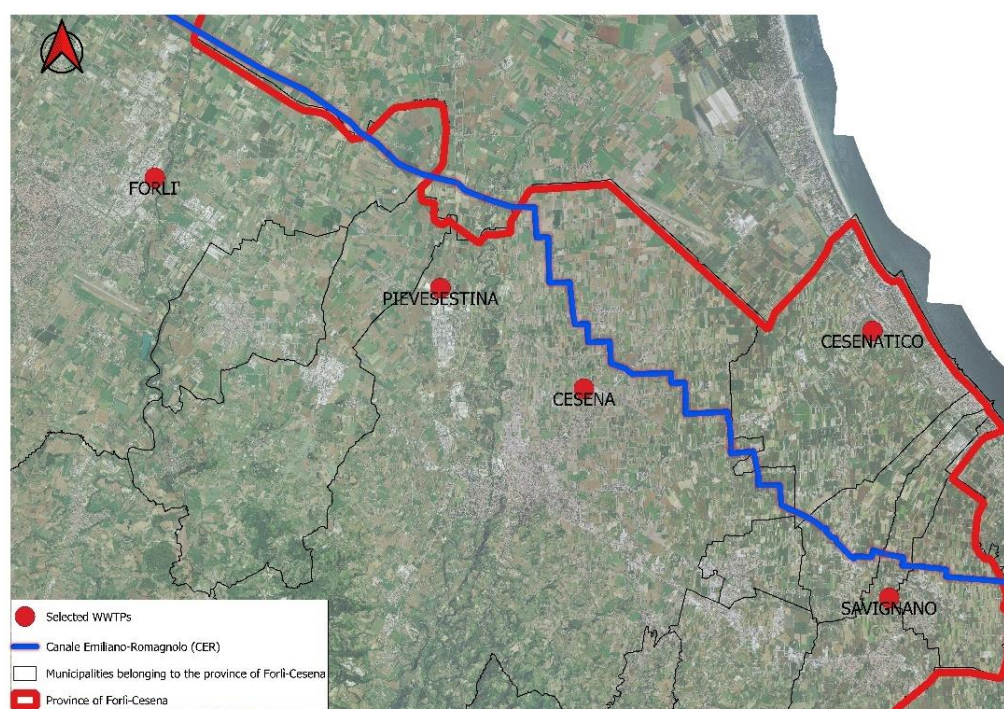 FORLI'
PIEVESESTINA
CESENATICO
CESENA
SAVIGNANO
Selected WWTPs
Canale Emiliano-Romagnolo (CER)
Municipalities belonging to the province of Forlì-Cesena
Province of Forlì-Cesena